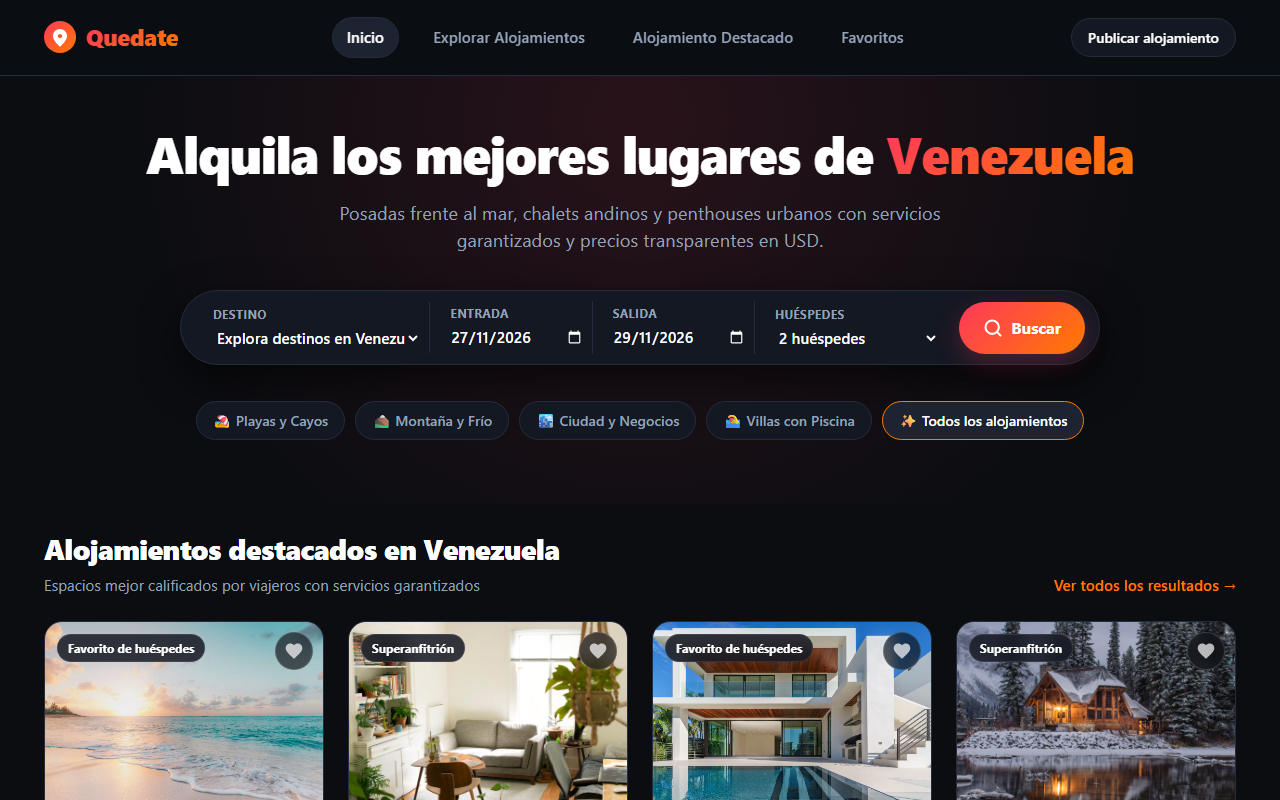 Quedate
Inicio
Explorar Alojamientos
Alojamiento Destacado
Favoritos
Publicar alojamiento
Alquila los mejores lugares de Venezuela
Posadas frente al mar, chalets andinos y penthouses urbanos con servicios
garantizados y precios transparentes en USD.
DESTINO
Explora destinos en Venezu
ENTRADA
27/11/2026
SALIDA
29/11/2026
HUÉSPEDES
2 huéspedes
Buscar
Playas y Cayos
Montaña y Frío
Ciudad y Negocios
Villas con Piscina
Todos los alojamientos
Alojamientos destacados en Venezuela
Espacios mejor calificados por viajeros con servicios garantizados
Ver todos los resultados →
Favorito de huéspedes
Superanfitrión
Favorito de huéspedes
Superanfitrión